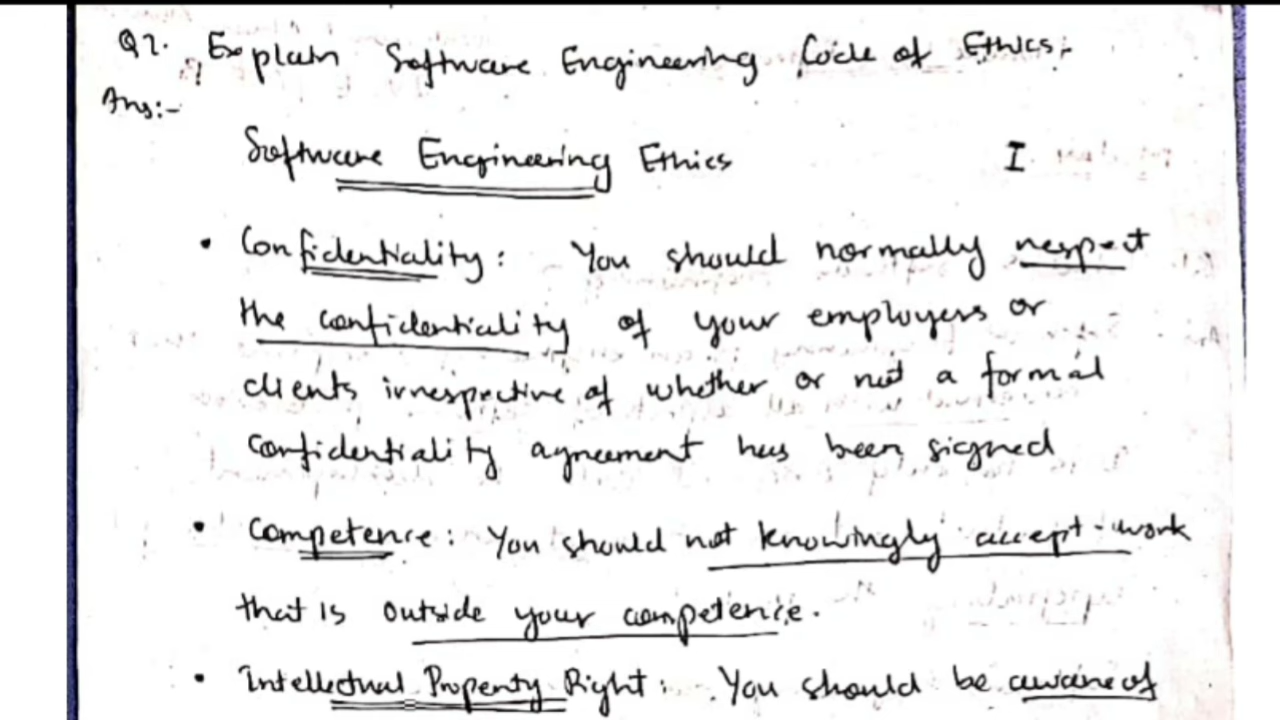 Q2. Explain Software Engineering Code of Ethics.
Ans:-
Software Engineering Ethics
• Confidentiality: You should normally respect
the confidentiality of your employers or
clients irrespective of whether or not a formal
confidentiality agreement has been signed
• Competence: You should not knowingly accept work
that is outside your competence.
• Intellectual Property Right: You should be aware of